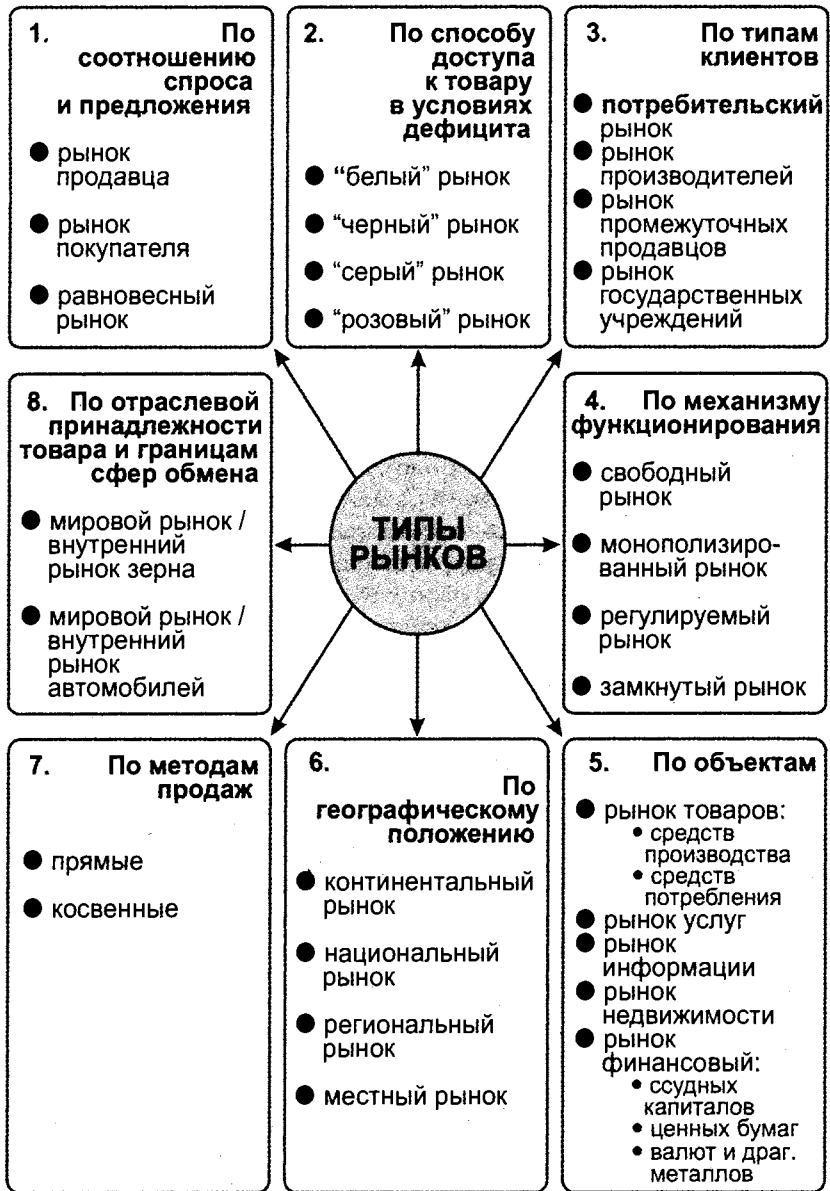 1. По
соотношению
спроса
и предложения
● рынок
продавца
● рынок
покупателя
● равновесный
рынок
2. По способу
доступа
к товару
в условиях
дефицита
● “белый” рынок
● “черный” рынок
● “серый” рынок
● “розовый” рынок
3. По типам
клиентов
● потребительский
рынок
● рынок
производителей
● рынок
промежуточных
продавцов
● рынок
государственных
учреждений
ТИПЫ
РЫНКОВ
4. По механизму
функционирования
● свободный
рынок
● монополизиро-
ванный рынок
● регулируемый
рынок
● замкнутый рынок
5. По объектам
● рынок товаров:
• средств
производства
• средств
потребления
● рынок услуг
● рынок
информации
● рынок
недвижимости
● рынок
финансовый:
• ссудных
капиталов
• ценных бумаг
• валют и драг.
металлов
6.
По
географическому
положению
● континентальный
рынок
● национальный
рынок
● региональный
рынок
● местный рынок
7. По методам
продаж
● прямые
● косвенные
8. По отраслевой
принадлежности
товара и границам
сфер обмена
● мировой рынок /
внутренний
рынок зерна
● мировой рынок /
внутренний
рынок
автомобилей